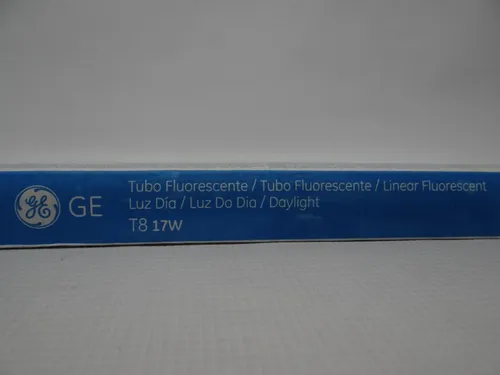 GE
Tubo Fluorescente / Tubo Fluorescente / Linear Fluorescent
Luz Día / Luz Do Dia / Daylight
T8 17W